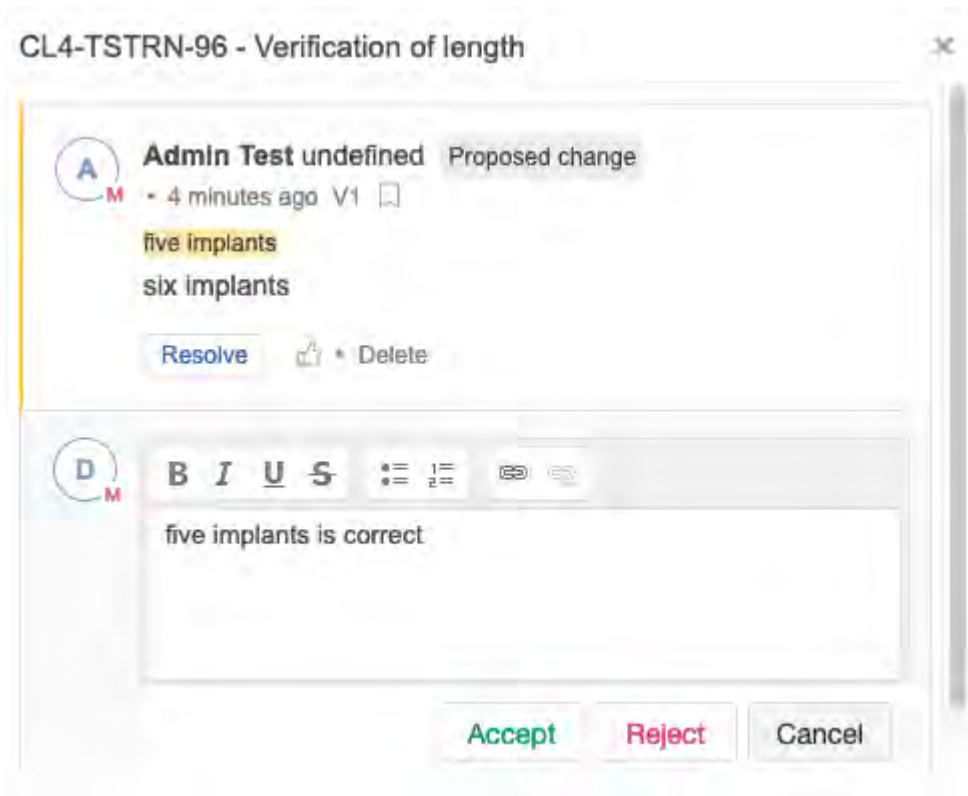 CL4-TSTRN-96 - Verification of length
A
M
Admin Test undefined Proposed change
• 4 minutes ago V1
five implants
six implants
Resolve • Delete
D
M
B I U S
five implants is correct
Accept Reject Cancel